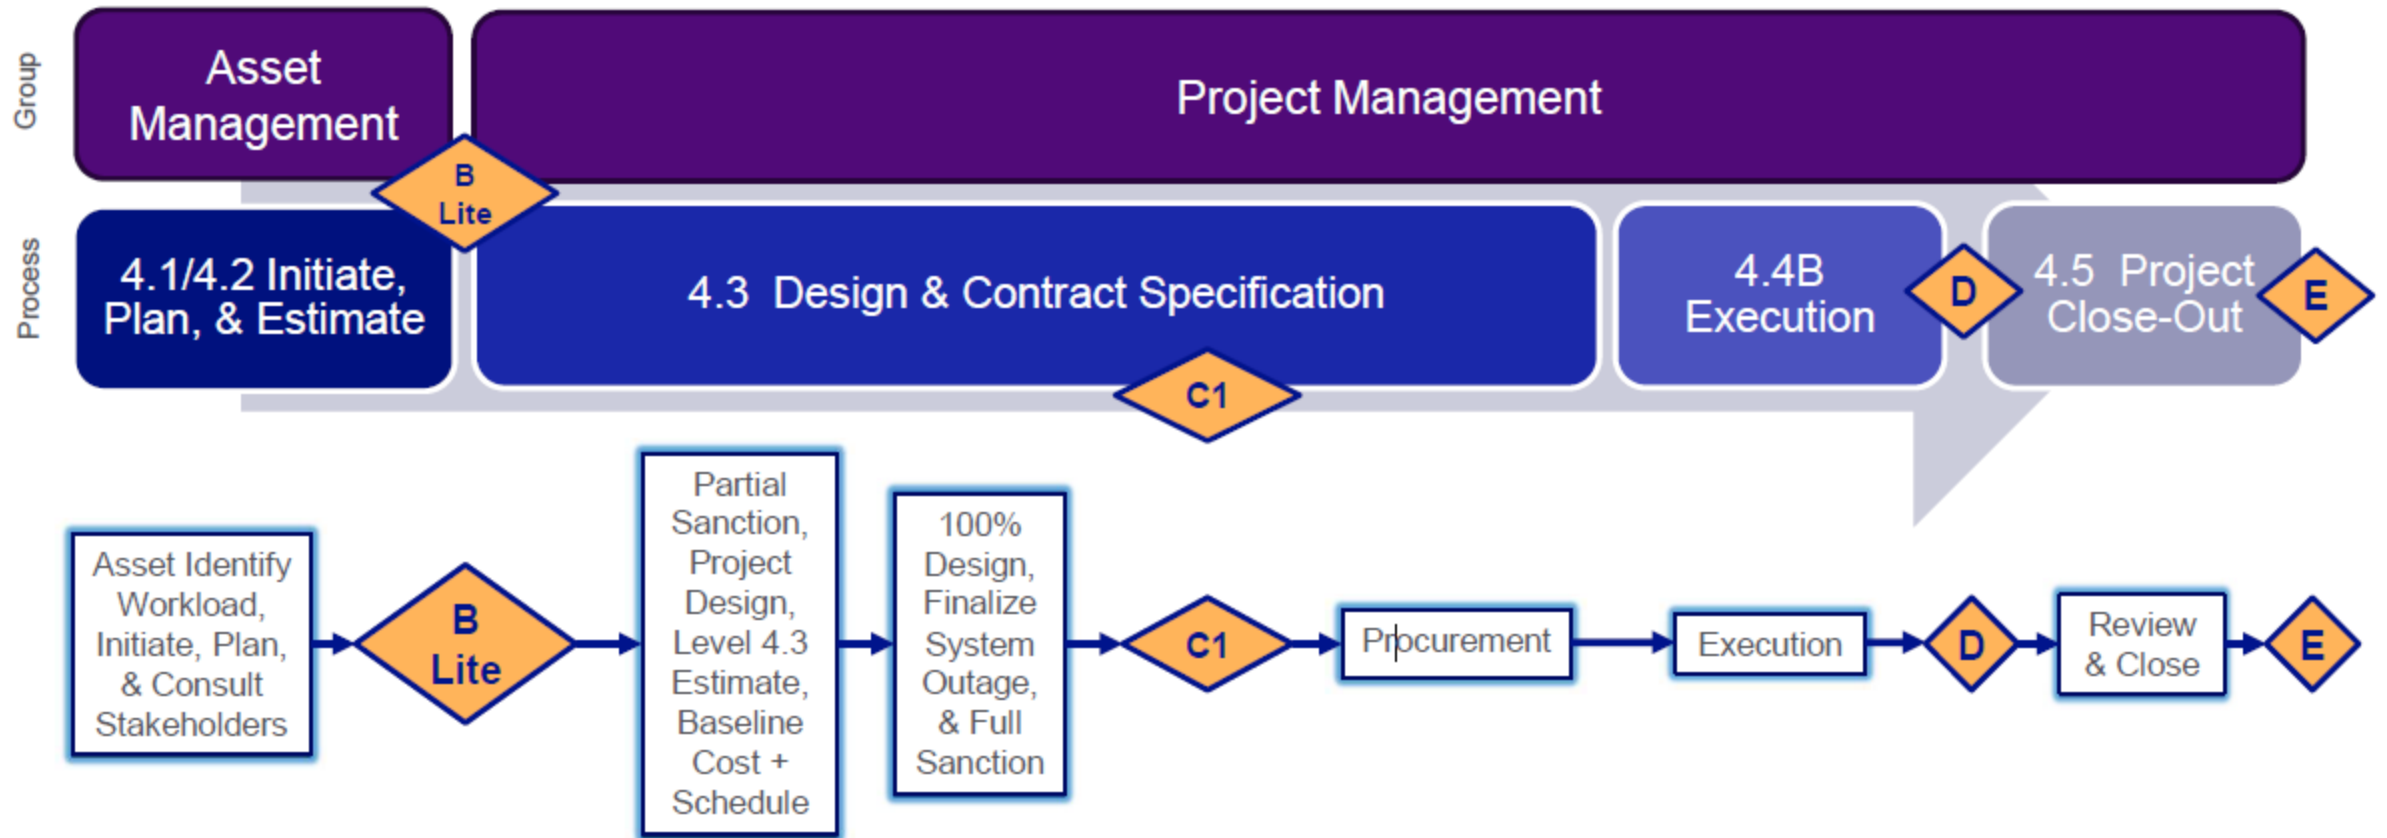 Group
Asset
Management
Project Management
B
Lite
Process
4.1/4.2 Initiate,
Plan, & Estimate
4.3 Design & Contract Specification
4.4B
Execution
D
4.5 Project
Close-Out
E
C1
Asset Identify
Workload,
Initiate, Plan,
& Consult
Stakeholders
B
Lite
Partial
Sanction,
Project
Design,
Level 4.3
Estimate,
Baseline
Cost +
Schedule
100%
Design,
Finalize
System
Outage,
& Full
Sanction
C1
Procurement
Execution
D
Review
& Close
E